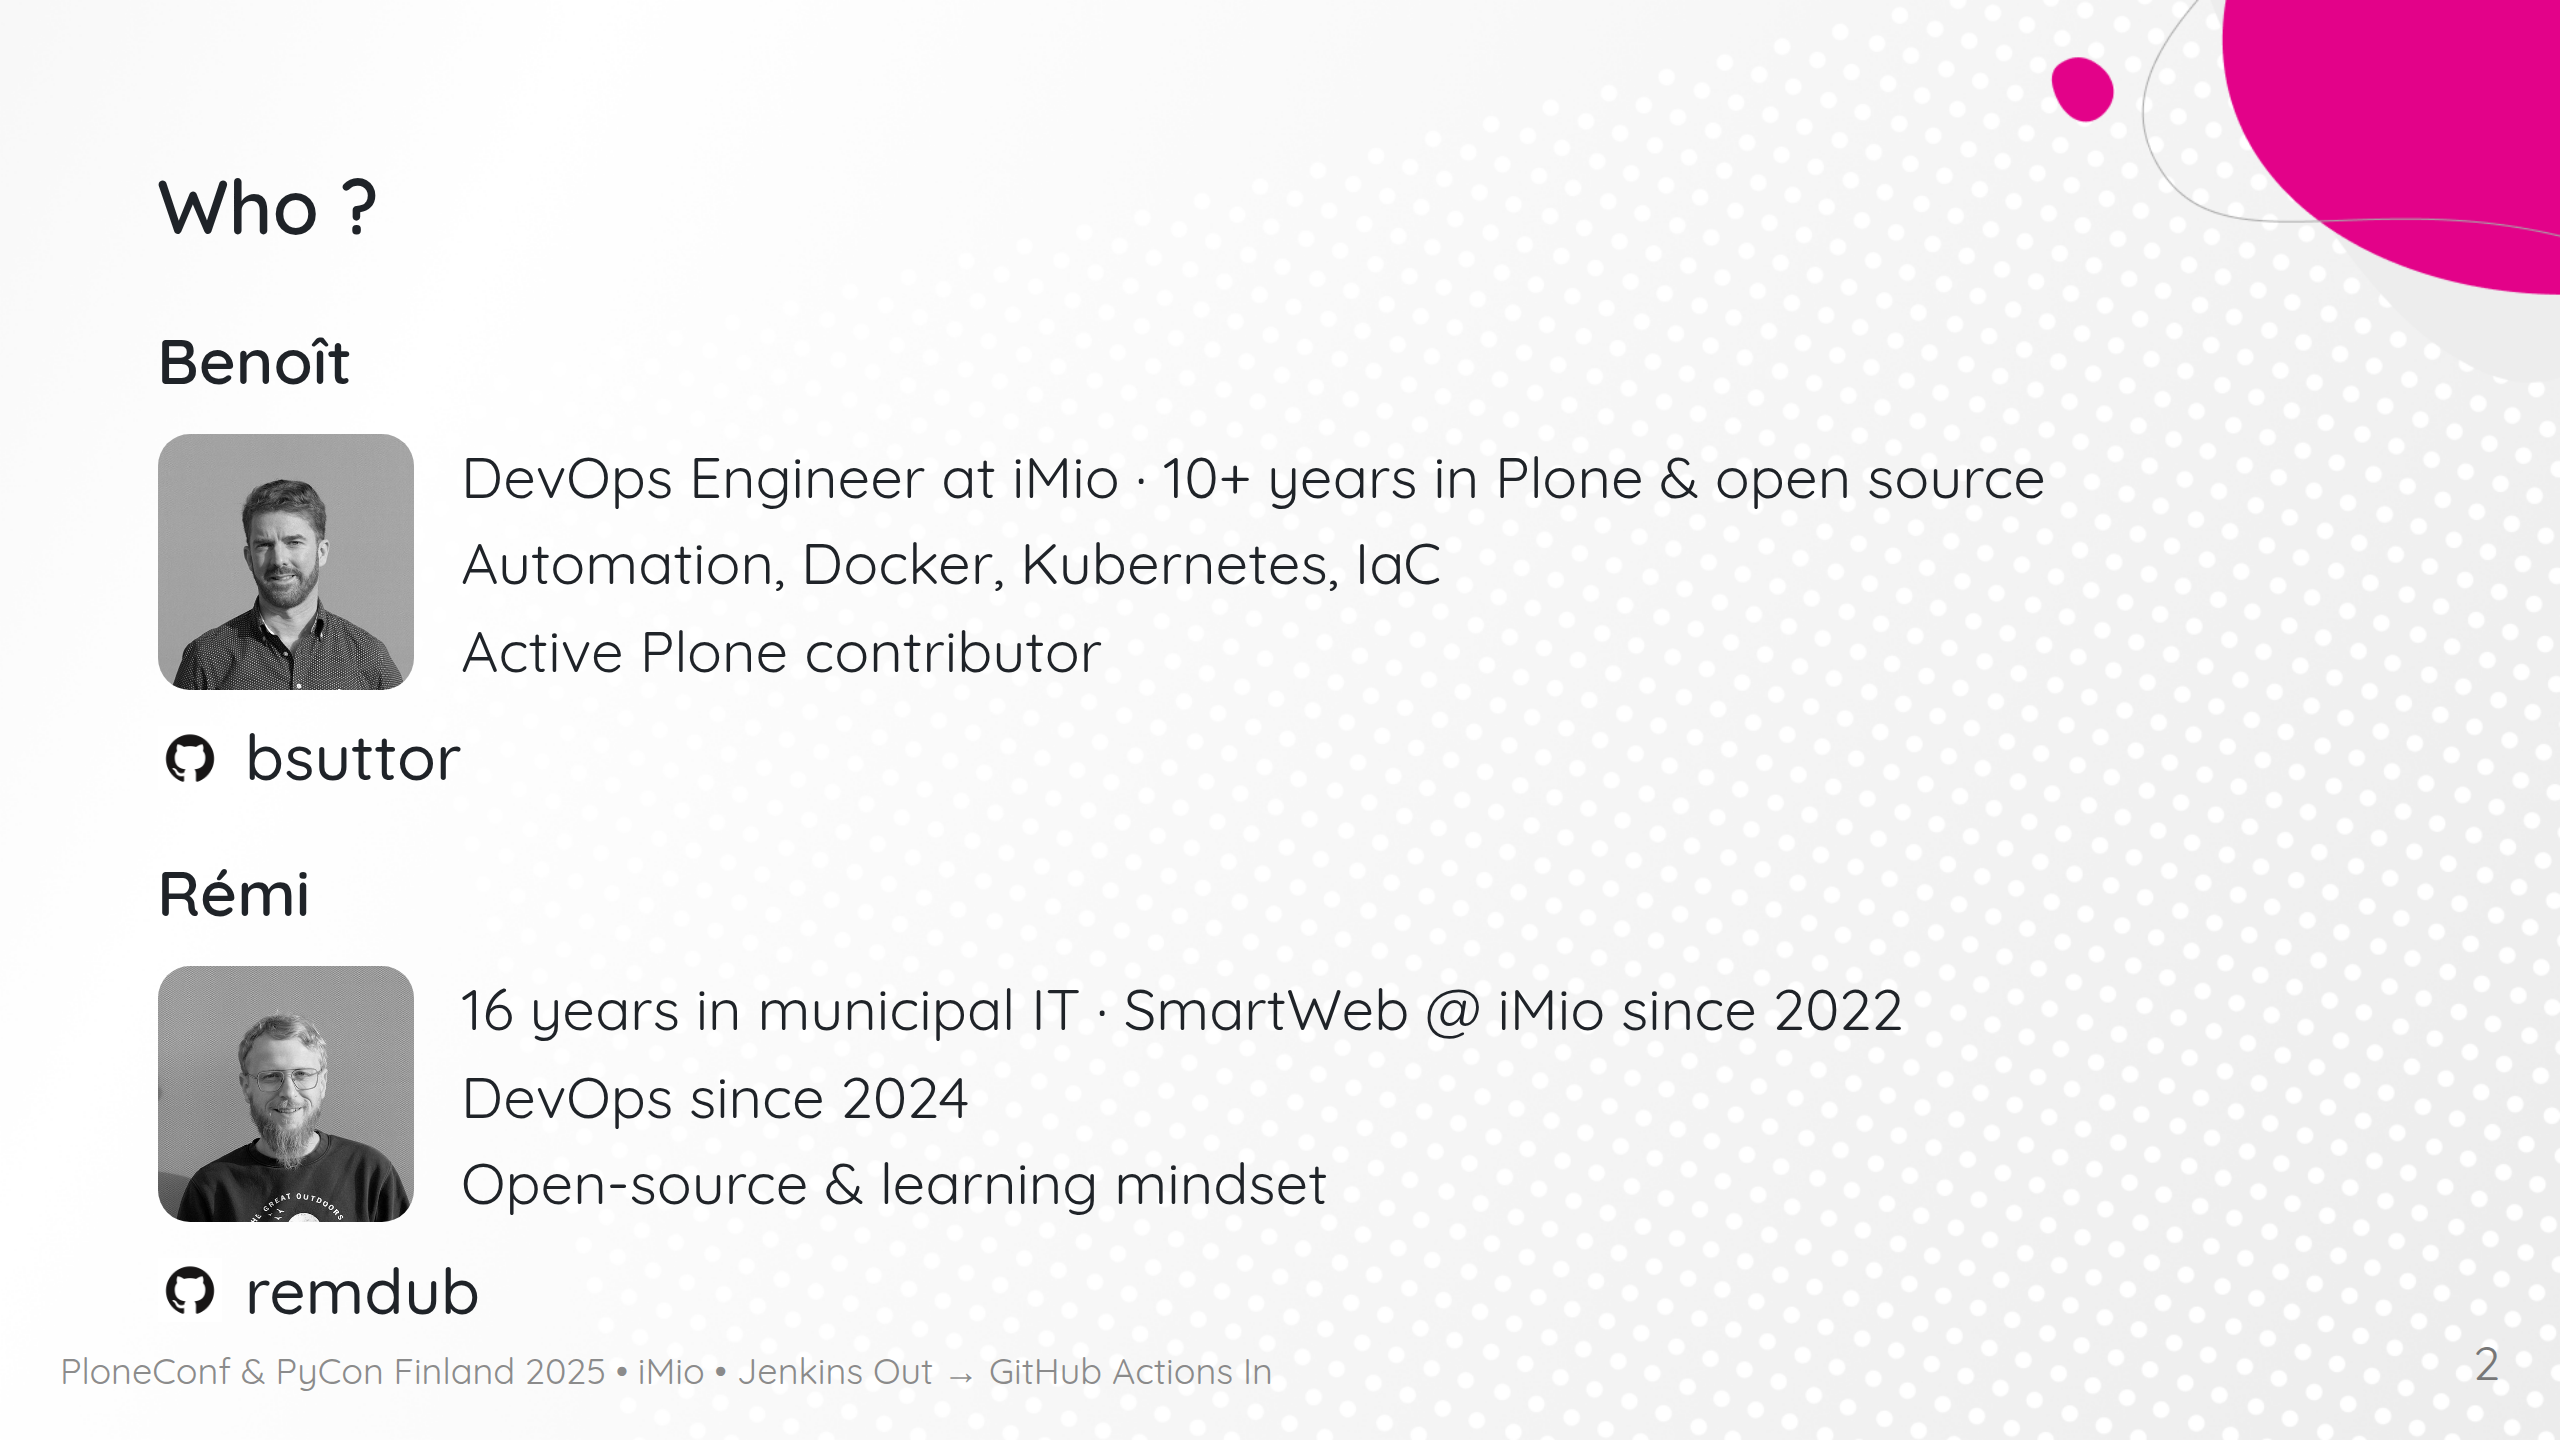 Who ?
Benoît
DevOps Engineer at iMio · 10+ years in Plone & open source
Automation, Docker, Kubernetes, IaC
Active Plone contributor
bsuttor
Rémi
16 years in municipal IT · SmartWeb @ iMio since 2022
DevOps since 2024
Open-source & learning mindset
GREAT OUTDOORS
remdub
PloneConf & PyCon Finland 2025 • iMio • Jenkins Out → GitHub Actions In
2